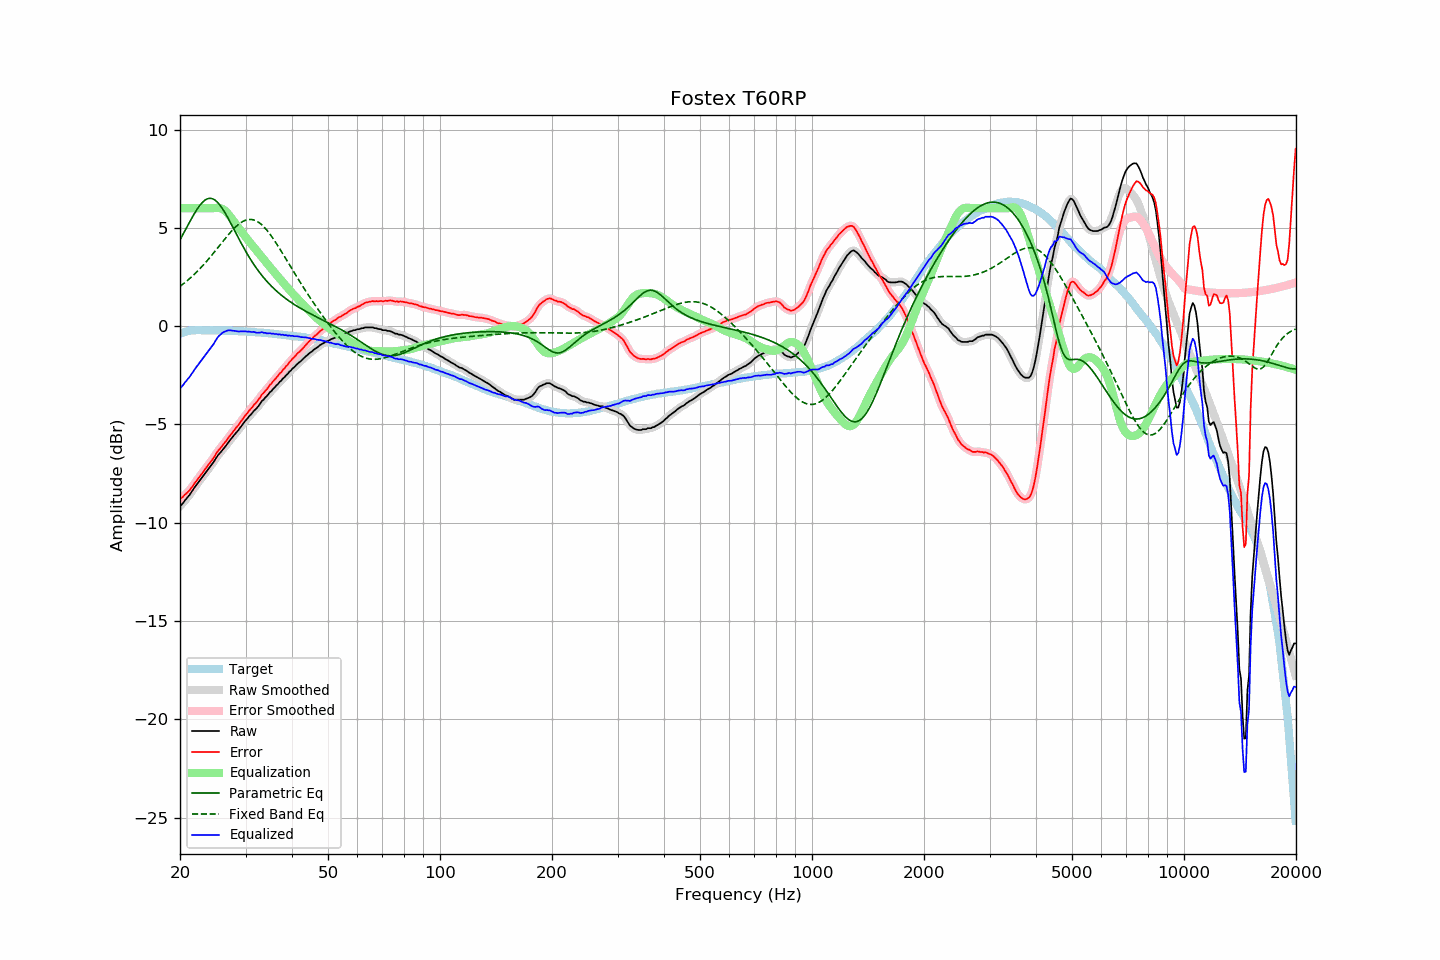 Fostex T60RP
Amplitude (dBr)
10
5
0
−5
−10
−15
−20
−25
Target
Raw Smoothed
Error Smoothed
Raw
Error
Equalization
Parametric Eq
Fixed Band Eq
Equalized
20 50 100 200 500 1000 2000 5000 10000 20000
Frequency (Hz)